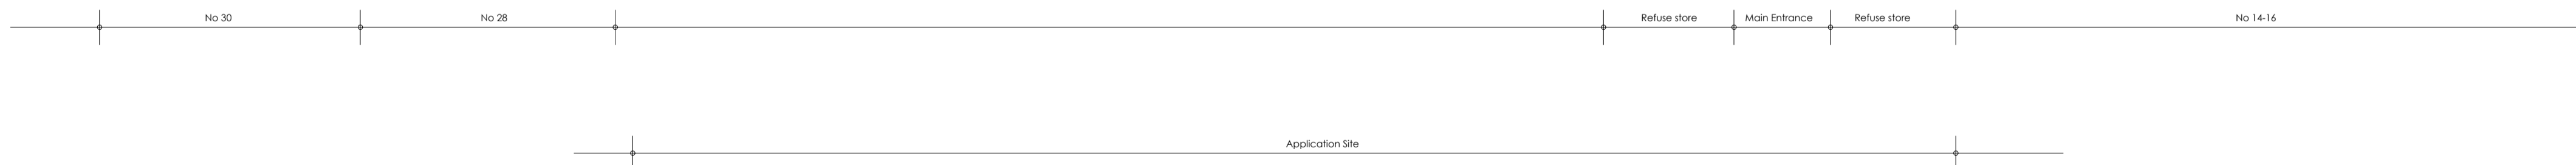 No 30
No 28
Refuse store
Main Entrance
Refuse store
No 14-16
Application Site